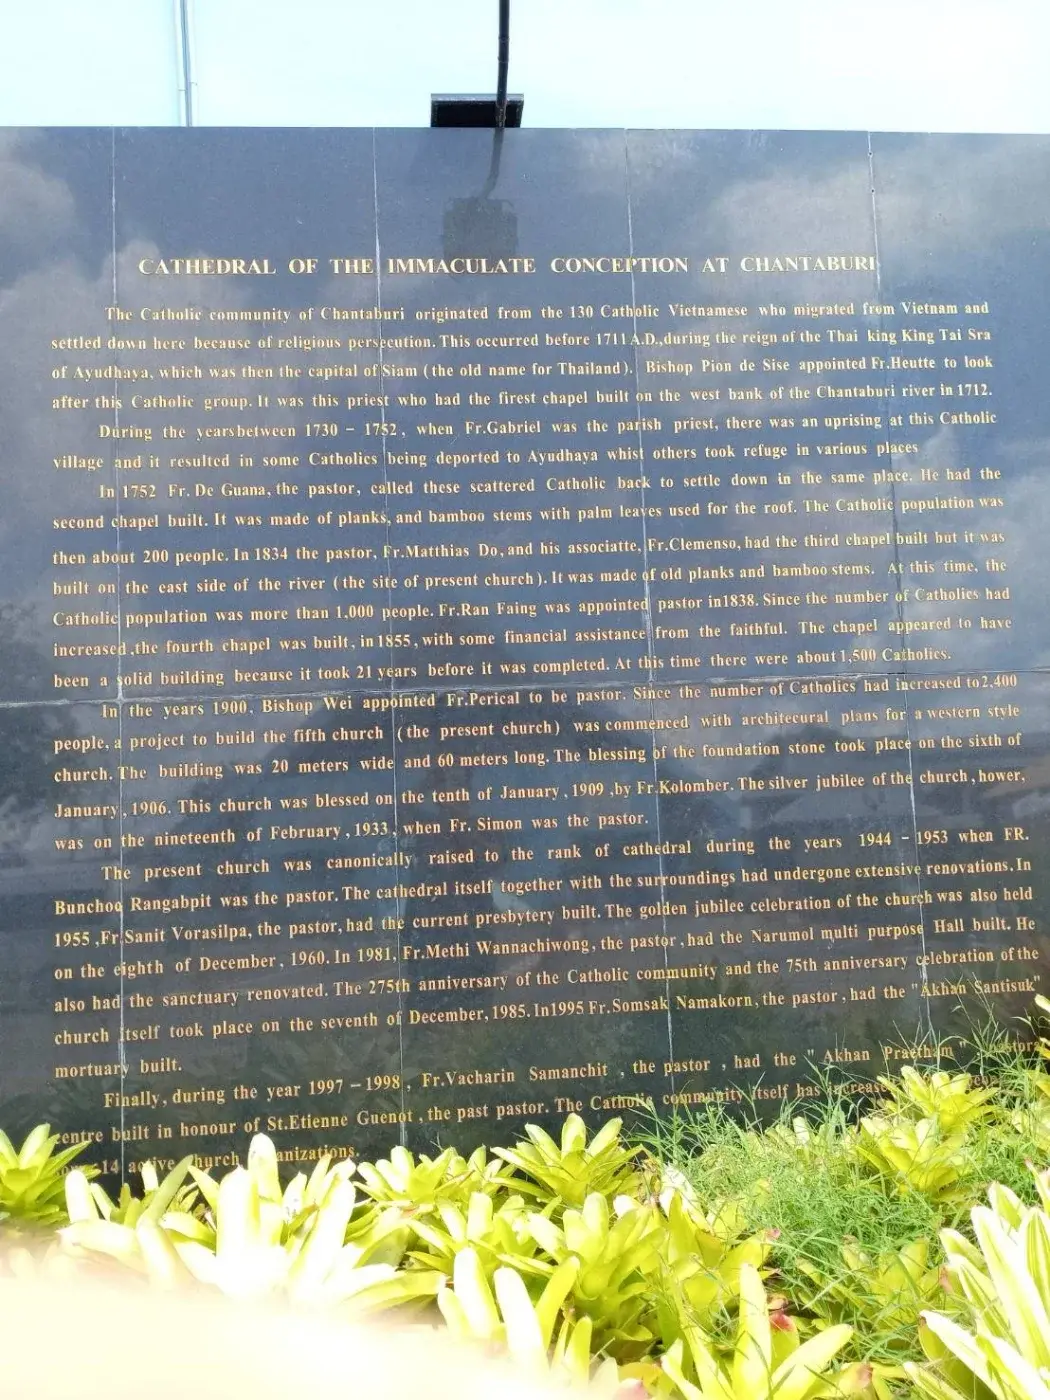 CATHEDRAL OF THE IMMACULATE CONCEPTION AT CHANTABURI
The Catholic community of Chantaburi originated from the 130 Catholic Vietnamese who migrated from Vietnam and
settled down here because of religious persecution. This occurred before 1711 A.D.,during the reign of the Thai king King Tai Sra
of Ayudhaya, which was then the capital of Siam (the old name for Thailand). Bishop Pion de Sise appointed Fr.Heutte to look
after this Catholic group. It was this priest who had the firest chapel built on the west bank of the Chantaburi river in 1712.
During the yearsbetween 1730 - 1752, when Fr.Gabriel was the parish priest, there was an uprising at this Catholic
village and it resulted in some Catholics being deported to Ayudhaya whist others took refuge in various places
In 1752 Fr. De Guana, the pastor, called these scattered Catholic back to settle down in the same place. He had the
second chapel built. It was made of planks, and bamboo stems with palm leaves used for the roof. The Catholic population was
then about 200 people. In 1834 the pastor, Fr.Matthias Do, and his associatte, Fr.Clemenso, had the third chapel built but it was
built on the east side of the river (the site of present church). It was made of old planks and bamboo stems. At this time, the
Catholic population was more than 1,000 people. Fr.Ran Faing was appointed pastor in1838. Since the number of Catholics had
increased ,the fourth chapel was built, in 1855, with some financial assistance from the faithful. The chapel appeared to have
been a solid building because it took 21 years before it was completed. At this time there were about 1,500 Catholics.
In the years 1900, Bishop Wei appointed Fr.Perical to be pastor. Since the number of Catholics had increased to2,400
people, a project to build the fifth church (the present church) was commenced with architecural plans for a western style
church. The building was 20 meters wide and 60 meters long. The blessing of the foundation stone took place on the sixth of
January , 1906. This church was blessed on the tenth of January , 1909 ,by Fr.Kolomber. The silver jubilee of the church , hower,
was on the nineteenth of February , 1933 , when Fr. Simon was the pastor.
The present church was canonically raised to the rank of cathedral during the years 1944 - 1953 when FR.
Bunchoo Rangabpit was the pastor. The cathedral itself together with the surroundings had undergone extensive renovations. In
1955 ,Fr.Sanit Vorasilpa, the pastor, had the current presbytery built. The golden jubilee celebration of the church was also held
on the eighth of December , 1960. In 1981, Fr.Methi Wannachiwong, the pastor , had the Narumol multi purpose Hall built. He
also had the sanctuary renovated. The 275th anniversary of the Catholic community and the 75th anniversary celebration of the
church itself took place on the seventh of December, 1985. In1995 Fr.Somsak Namakorn, the pastor , had the "Akhan Santisuk"
mortuary built.
Finally, during the year 1997 - 1998 , Fr.Vacharin Samanchit , the pastor , had the " Akhan Praetham "
centre built in honour of St.Etienne Guenot , the past pastor. The Catholic community itself has
14 active church